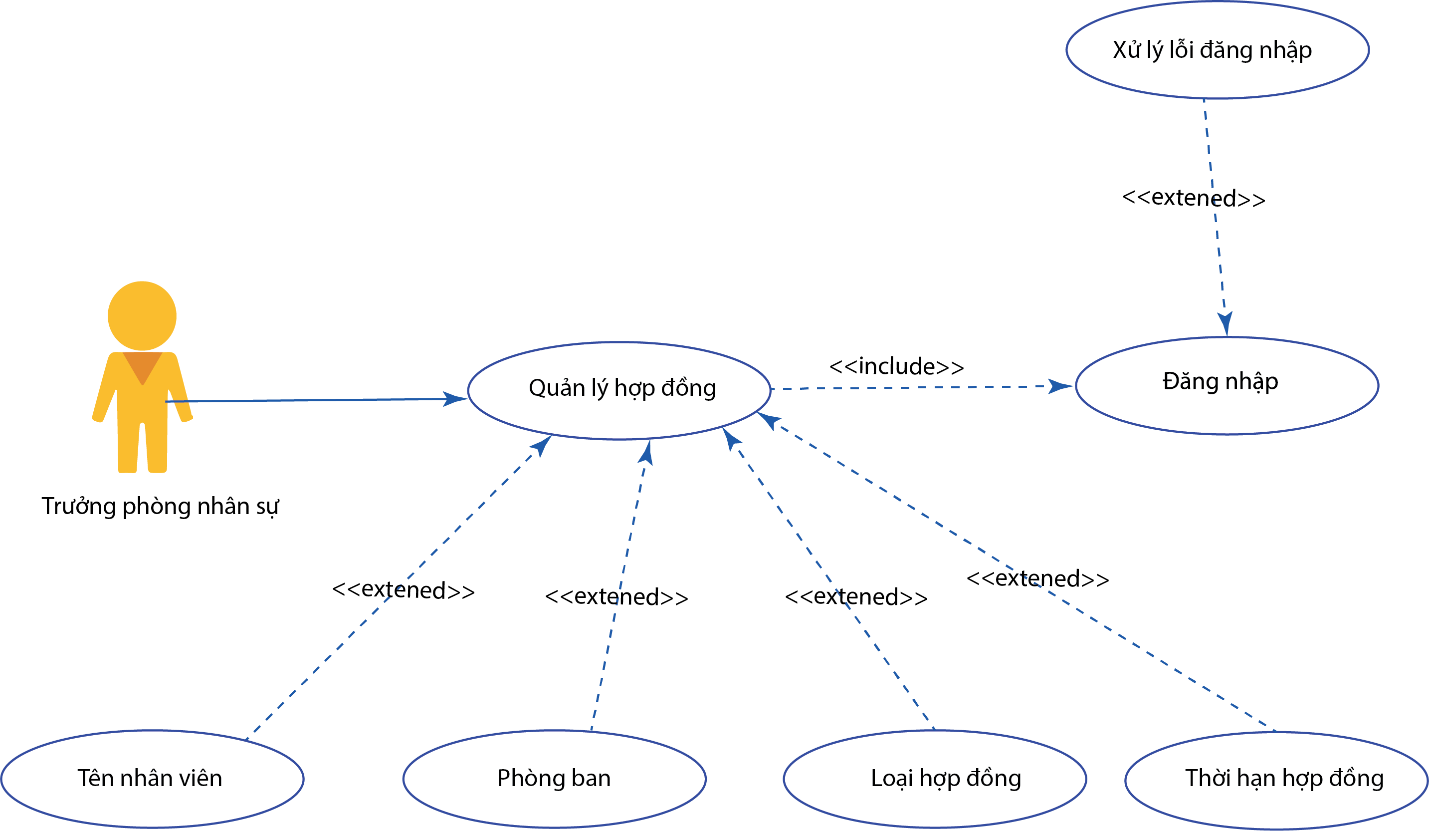 Xử lý lỗi đăng nhập
<<extened>>
<<include>>
Đăng nhập
Quản lý hợp đồng
Trưởng phòng nhân sự
<<extened>>
<<extened>>
<<extened>>
<<extened>>
Tên nhân viên
Phòng ban
Loại hợp đồng
Thời hạn hợp đồng